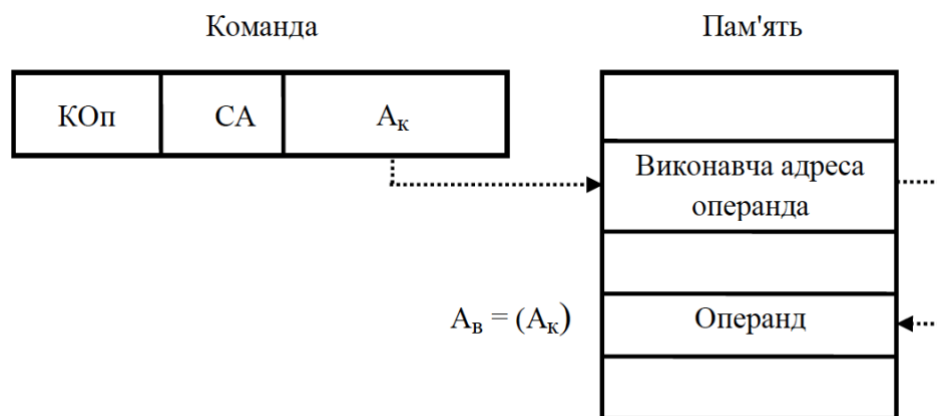 Команда
Пам'ять
КОп
СА
Aк
Виконавча адреса
операнда
Aв = (Aк)
Операнд